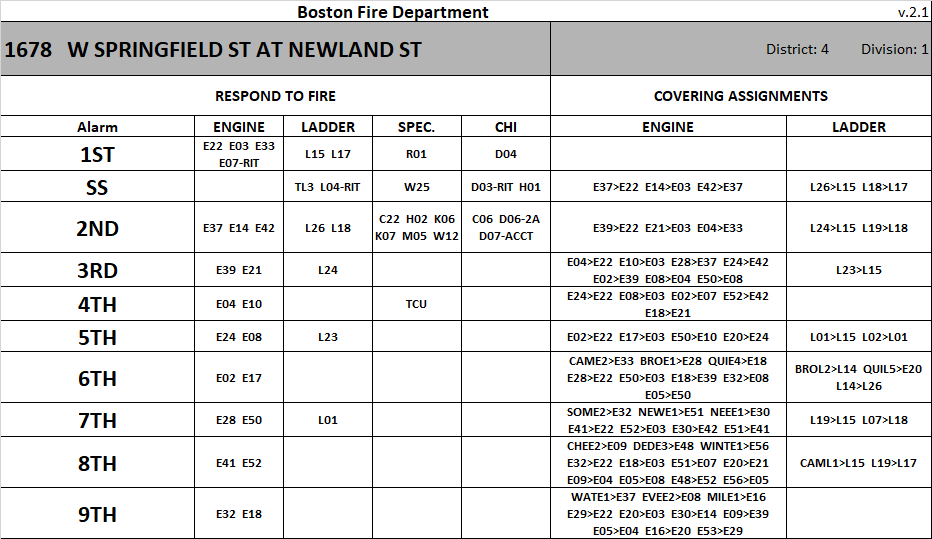 Boston Fire Department v.2.1
1678 W SPRINGFIELD ST AT NEWLAND ST District: 4 Division: 1
RESPOND TO FIRE COVERING ASSIGNMENTS
Alarm ENGINE LADDER SPEC. CHI ENGINE LADDER
1ST E22 E03 E33 L15 L17 R01 D04
E07-RIT
SS TL3 L04-RIT W25 D03-RIT H01 E37>E22 E14>E03 E42>E37 L26>L15 L18>L17
2ND E37 E14 E42 L26 L18 C22 H02 K06 C06 D06-2A E39>E22 E21>E03 E04>E33 L24>L15 L19>L18
K07 M05 W12 D07-ACCT
3RD E39 E21 L24 E04>E22 E10>E03 E28>E37 E24>E42 L23>L15
E02>E39 E08>E04 E50>E08
4TH E04 E10 TCU E24>E22 E08>E03 E02>E07 E52>E42
E18>E21
5TH E24 E08 L23 E02>E22 E17>E03 E50>E10 E20>E24 L01>L15 L02>L01
6TH E02 E17 CAME2>E33 BROE1>E28 QUIE4>E18 BROL2>L14 QUIL5>E20
E28>E22 E50>E03 E18>E39 E32>E08 L14>L26
E05>E50
7TH E28 E50 L01 SOME2>E32 NEWE1>E51 NEEE1>E30 L19>L15 L07>L18
E41>E22 E52>E03 E30>E42 E51>E41
8TH E41 E52 CHEE2>E09 DEDE3>E48 WINTE1>E56 CAML1>L15 L19>L17
E32>E22 E18>E03 E51>E07 E20>E21
E09>E04 E05>E08 E48>E52 E56>E05
9TH E32 E18 WATE1>E37 EVEE2>E08 MILE1>E16
E29>E22 E20>E03 E30>E14 E09>E39
E05>E04 E16>E20 E53>E29